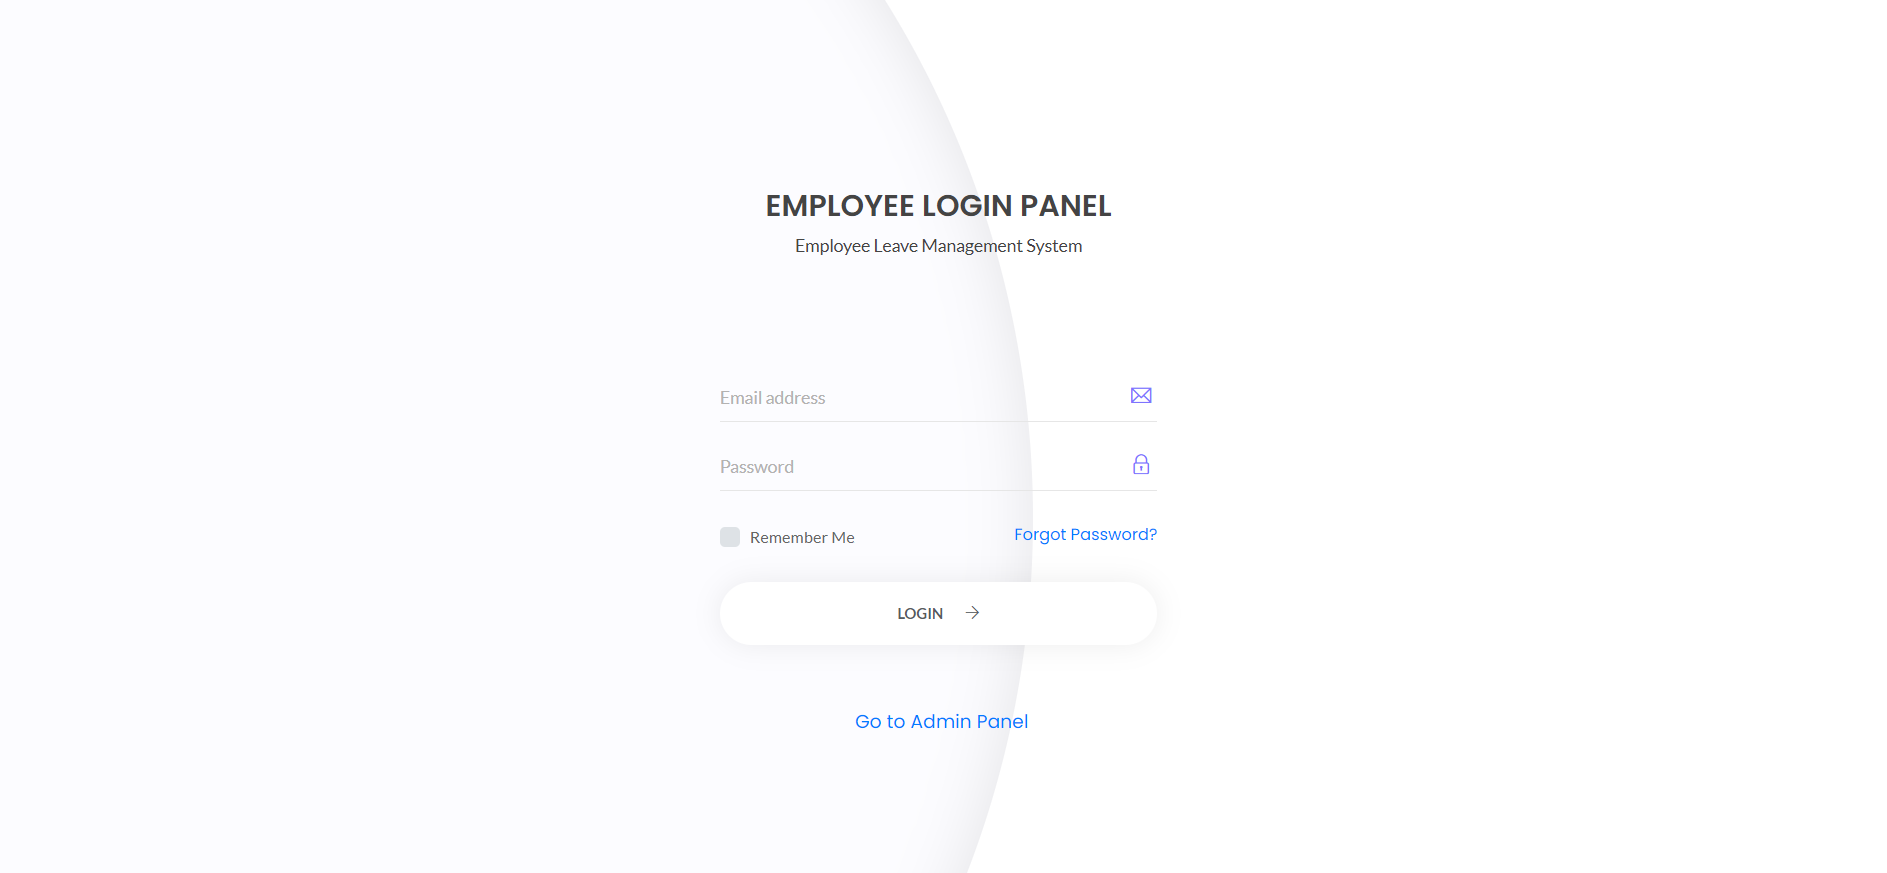 EMPLOYEE LOGIN PANEL
Employee Leave Management System
Email address
Password
Remember Me
Forgot Password?
LOGIN
Go to Admin Panel